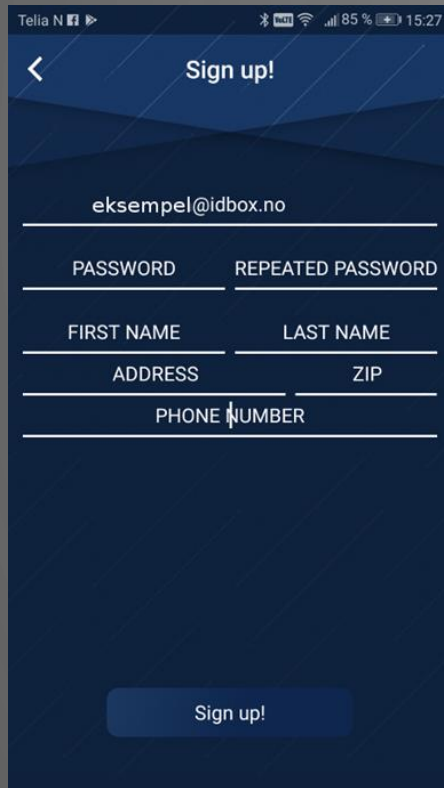 Telia N 85 % 15:27
Sign up!
eksempel@idbox.no
PASSWORD REPEATED PASSWORD
FIRST NAME LAST NAME
ADDRESS ZIP
PHONE NUMBER
Sign up!